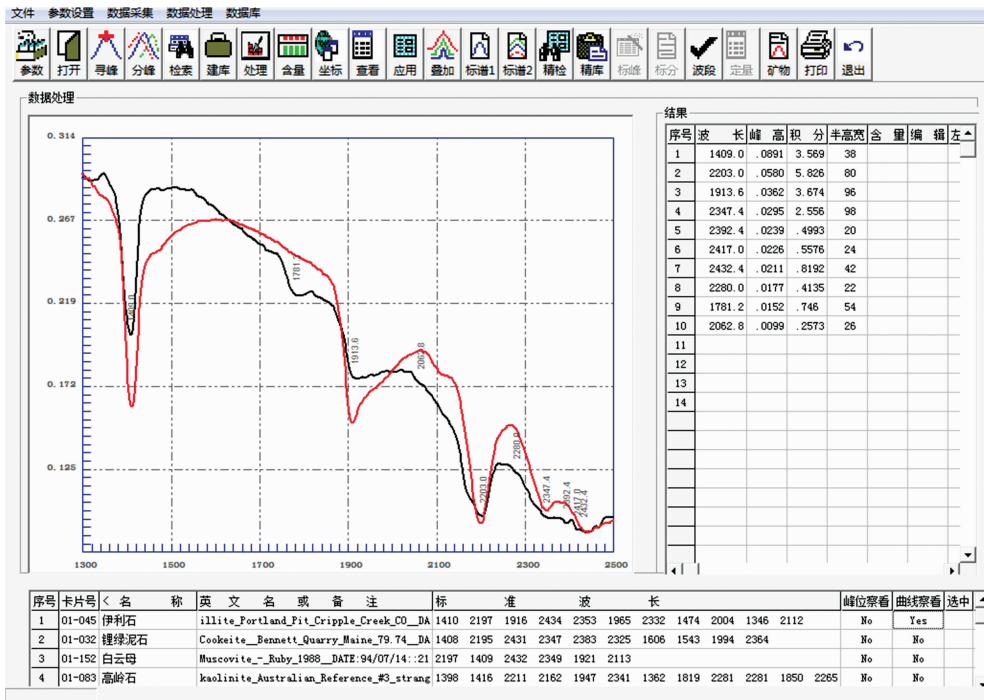 文件 参数设置 数据采集 数据处理 数据库
参数 打开 寻峰 分峰 检索 建库 处理 含量 坐标 查看 应用 叠加 标谱1 标谱2 精检 精库 标峰 标分 波段 定量 矿物 打印 退出
数据处理
0.314
0.267
0.219
0.172
0.125
1409.0
1781.2
1913.6
2062.8
2203.0
2280.0
2347.4
2392.4
2417.0
2432.4
1300 1500 1700 1900 2100 2300 2500
结果
序号 波 长 峰 高 积 分 半高宽 含 量 编 辑 左
1 1409.0 .0891 3.569 38
2 2203.0 .0580 5.826 80
3 1913.6 .0362 3.674 96
4 2347.4 .0295 2.556 98
5 2392.4 .0239 .4993 20
6 2417.0 .0226 .5576 24
7 2432.4 .0211 .8192 42
8 2280.0 .0177 .4135 22
9 1781.2 .0152 .746 54
10 2062.8 .0099 .2573 26
11
12
13
14
序号 卡片号 < 名 称 英 文 名 或 备 注 标 准 波 长 峰位察看 曲线察看 选中
1 01-045 伊利石 illite_Portland_Pit_Cripple_Creek_CO__DA 1410 2197 1916 2434 2353 1965 2332 1474 2004 1346 2112 No Yes
2 01-032 锂绿泥石 Cookeite__Bennett_Quarry_Maine_79.74__DA 1408 2195 2431 2347 2383 2325 1606 1543 1994 2364 No No
3 01-152 白云母 Muscovite_-_Ruby_1988__DATE:94/07/14::21 2197 1409 2432 2349 1921 2113 No No
4 01-083 高岭石 kaolinite_Australian_Reference_#3_strang 1398 1416 2211 2162 1947 2341 1362 1819 2281 2281 1850 2265 No No